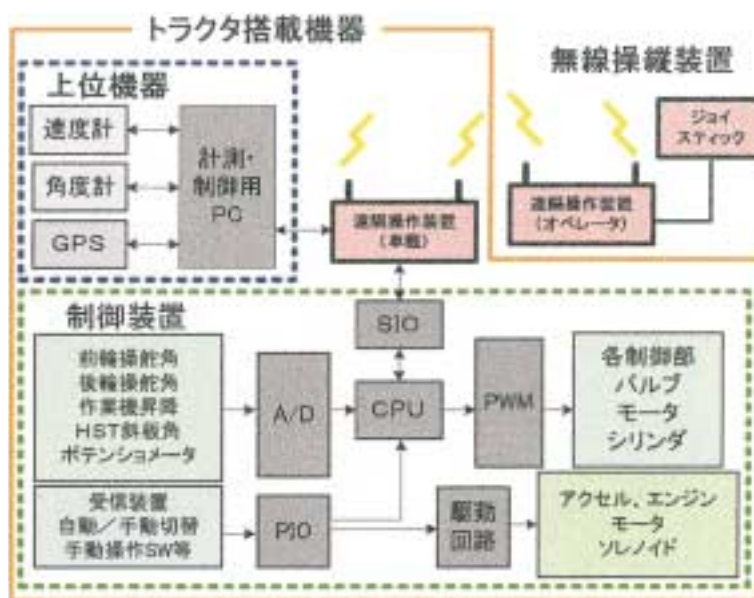 トラクタ搭載機器
無線操縦装置
上位機器
速度計
角度計
GPS
計測・
制御用
PC
遠隔操作装置
(車載)
遠隔操作装置
(オペレータ)
ジョイ
スティック
制御装置
前輪操舵角
後輪操舵角
作業機昇降
HST斜板角
ポテンショメータ
A/D
SIO
CPU
PWM
各制御部
バルブ
モータ
シリンダ
受信装置
自動/手動切替
手動操作SW等
PIO
駆動
回路
アクセル、エンジン
モータ
ソレノイド